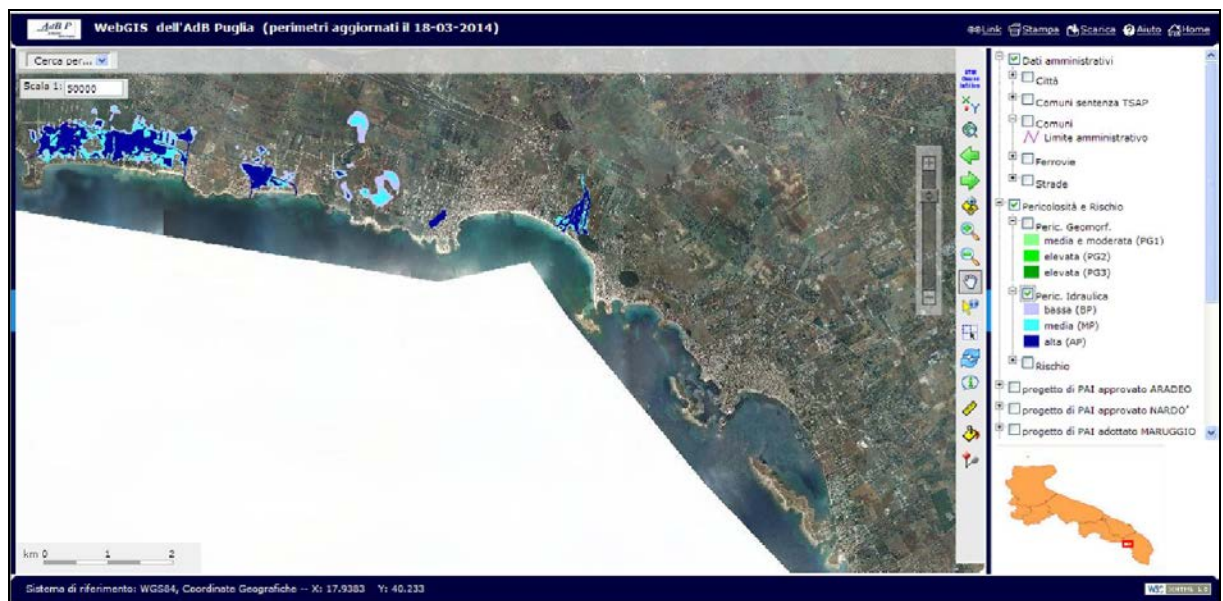 AdB P
WebGIS dell'AdB Puglia (perimetri aggiornati il 18-03-2014)
Link Stampa Scarica Aiuto Home
Cerca per...
Scala 1: 50000
X Y
Dati amministrativi
Città
Comuni sentenza TSAP
Comuni
Limite amministrativo
Ferrovie
Strade
Pericolosità e Rischio
Peric. Geomorf.
media e moderata (PG1)
elevata (PG2)
elevata (PG3)
Peric. Idraulica
bassa (BP)
media (MP)
alta (AP)
Rischio
progetto di PAI approvato ARADEO
progetto di PAI approvato NARDO'
progetto di PAI adottato MARUGGIO
km 0 1 2
Sistema di riferimento: WGS84, Coordinate Geografiche -- X: 17.9383 Y: 40.233